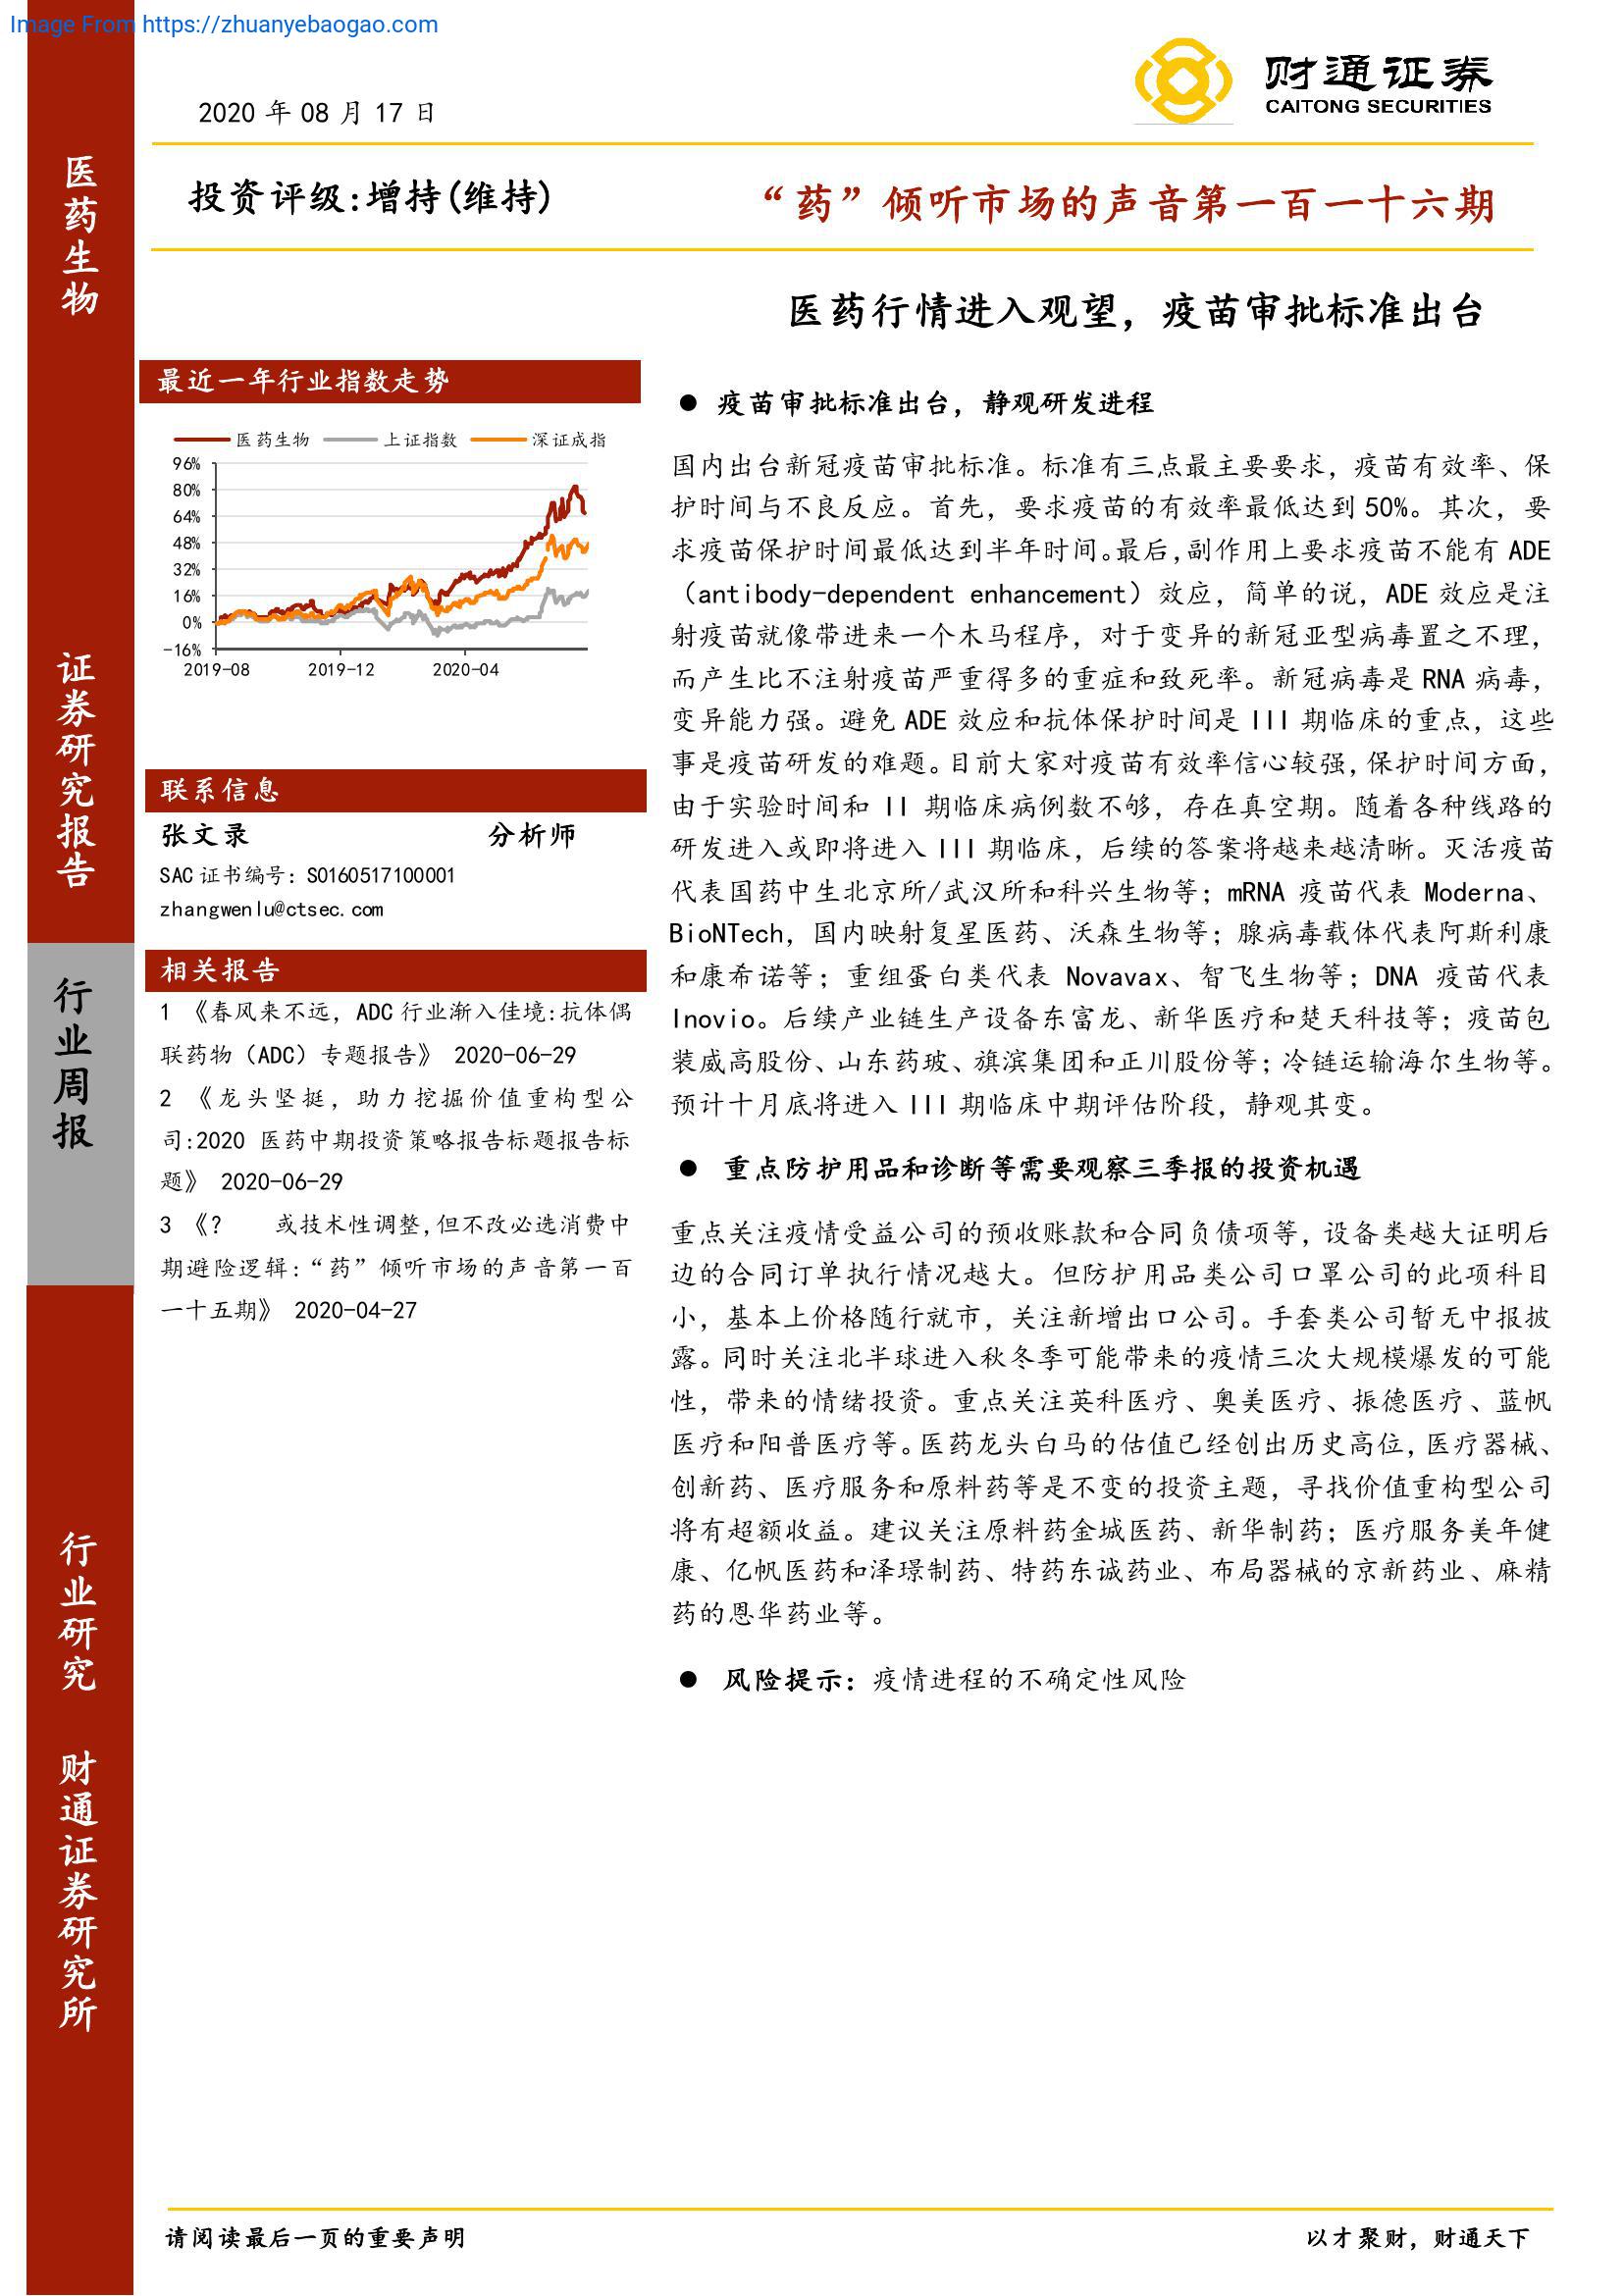 Image From https://zhuanyebaogao.com
财通证券
CAITONG SECURITIES
2020 年 08 月 17 日
投资评级:增持(维持)
“药”倾听市场的声音第一百一十六期
医药生物
证券研究报告
行业周报
行业研究
财通证券研究所
医药行情进入观望，疫苗审批标准出台
最近一年行业指数走势
医药生物 上证指数 深证成指
96%
80%
64%
48%
32%
16%
0%
-16%
2019-08 2019-12 2020-04
联系信息
张文录 分析师
SAC 证书编号：S0160517100001
zhangwenlu@ctsec.com
相关报告
1 《春风来不远，ADC 行业渐入佳境:抗体偶
联药物（ADC）专题报告》 2020-06-29
2 《龙头坚挺，助力挖掘价值重构型公
司:2020 医药中期投资策略报告标题报告标
题》 2020-06-29
3 《? 或技术性调整,但不改必选消费中
期避险逻辑:“药”倾听市场的声音第一百
一十五期》 2020-04-27
● 疫苗审批标准出台，静观研发进程
国内出台新冠疫苗审批标准。标准有三点最主要要求，疫苗有效率、保
护时间与不良反应。首先，要求疫苗的有效率最低达到 50%。其次，要
求疫苗保护时间最低达到半年时间。最后，副作用上要求疫苗不能有 ADE
（antibody-dependent enhancement）效应，简单的说，ADE 效应是注
射疫苗就像带进来一个木马程序，对于变异的新冠亚型病毒置之不理，
而产生比不注射疫苗严重得多的重症和致死率。新冠病毒是 RNA 病毒，
变异能力强。避免 ADE 效应和抗体保护时间是 III 期临床的重点，这些
事是疫苗研发的难题。目前大家对疫苗有效率信心较强，保护时间方面，
由于实验时间和 II 期临床病例数不够，存在真空期。随着各种线路的
研发进入或即将进入 III 期临床，后续的答案将越来越清晰。灭活疫苗
代表国药中生北京所/武汉所和科兴生物等；mRNA 疫苗代表 Moderna、
BioNTech，国内映射复星医药、沃森生物等；腺病毒载体代表阿斯利康
和康希诺等；重组蛋白类代表 Novavax、智飞生物等；DNA 疫苗代表
Inovio。后续产业链生产设备东富龙、新华医疗和楚天科技等；疫苗包
装威高股份、山东药玻、旗滨集团和正川股份等；冷链运输海尔生物等。
预计十月底将进入 III 期临床中期评估阶段，静观其变。
● 重点防护用品和诊断等需要观察三季报的投资机遇
重点关注疫情受益公司的预收账款和合同负债项等，设备类越大证明后
边的合同订单执行情况越大。但防护用品类公司口罩公司的此项科目
小，基本上价格随行就市，关注新增出口公司。手套类公司暂无中报披
露。同时关注北半球进入秋冬季可能带来的疫情三次大规模爆发的可能
性，带来的情绪投资。重点关注英科医疗、奥美医疗、振德医疗、蓝帆
医疗和阳普医疗等。医药龙头白马的估值已经创出历史高位，医疗器械、
创新药、医疗服务和原料药等是不变的投资主题，寻找价值重构型公司
将有超额收益。建议关注原料药金城医药、新华制药；医疗服务美年健
康、亿帆医药和泽璟制药、特药东诚药业、布局器械的京新药业、麻精
药的恩华药业等。
● 风险提示：疫情进程的不确定性风险
请阅读最后一页的重要声明
以才聚财，财通天下